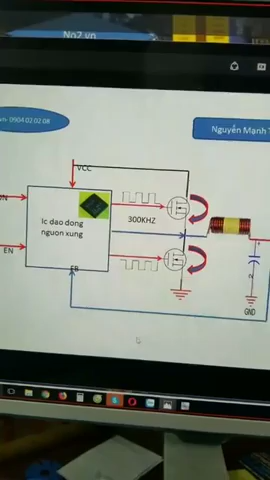 No7.vn
0904.02.02.08
Nguyễn Mạnh
VCC
Ic dao dong
nguon xung
300KHZ
EN
FB
GND